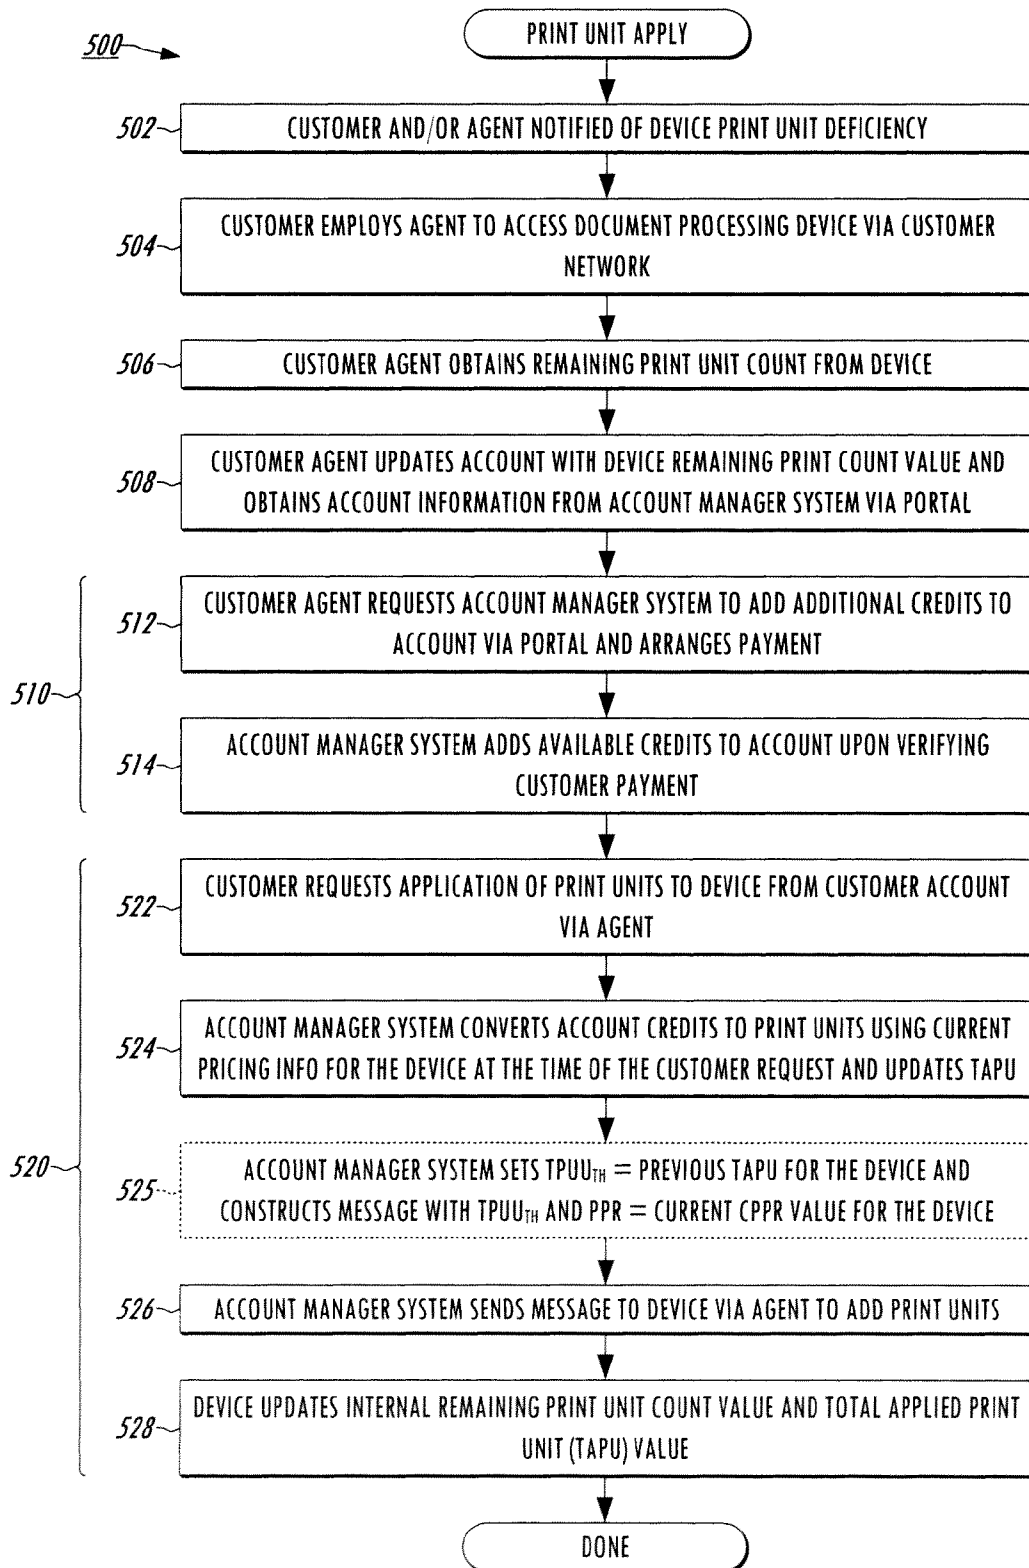 500
PRINT UNIT APPLY
502
CUSTOMER AND/OR AGENT NOTIFIED OF DEVICE PRINT UNIT DEFICIENCY
504
CUSTOMER EMPLOYS AGENT TO ACCESS DOCUMENT PROCESSING DEVICE VIA CUSTOMER
NETWORK
506
CUSTOMER AGENT OBTAINS REMAINING PRINT UNIT COUNT FROM DEVICE
508
CUSTOMER AGENT UPDATES ACCOUNT WITH DEVICE REMAINING PRINT COUNT VALUE AND
OBTAINS ACCOUNT INFORMATION FROM ACCOUNT MANAGER SYSTEM VIA PORTAL
510
512
CUSTOMER AGENT REQUESTS ACCOUNT MANAGER SYSTEM TO ADD ADDITIONAL CREDITS TO
ACCOUNT VIA PORTAL AND ARRANGES PAYMENT
514
ACCOUNT MANAGER SYSTEM ADDS AVAILABLE CREDITS TO ACCOUNT UPON VERIFYING
CUSTOMER PAYMENT
520
522
CUSTOMER REQUESTS APPLICATION OF PRINT UNITS TO DEVICE FROM CUSTOMER ACCOUNT
VIA AGENT
524
ACCOUNT MANAGER SYSTEM CONVERTS ACCOUNT CREDITS TO PRINT UNITS USING CURRENT
PRICING INFO FOR THE DEVICE AT THE TIME OF THE CUSTOMER REQUEST AND UPDATES TAPU
525
ACCOUNT MANAGER SYSTEM SETS TPUUTH = PREVIOUS TAPU FOR THE DEVICE AND
CONSTRUCTS MESSAGE WITH TPUUTH AND PPR = CURRENT CPPR VALUE FOR THE DEVICE
526
ACCOUNT MANAGER SYSTEM SENDS MESSAGE TO DEVICE VIA AGENT TO ADD PRINT UNITS
528
DEVICE UPDATES INTERNAL REMAINING PRINT UNIT COUNT VALUE AND TOTAL APPLIED PRINT
UNIT (TAPU) VALUE
DONE